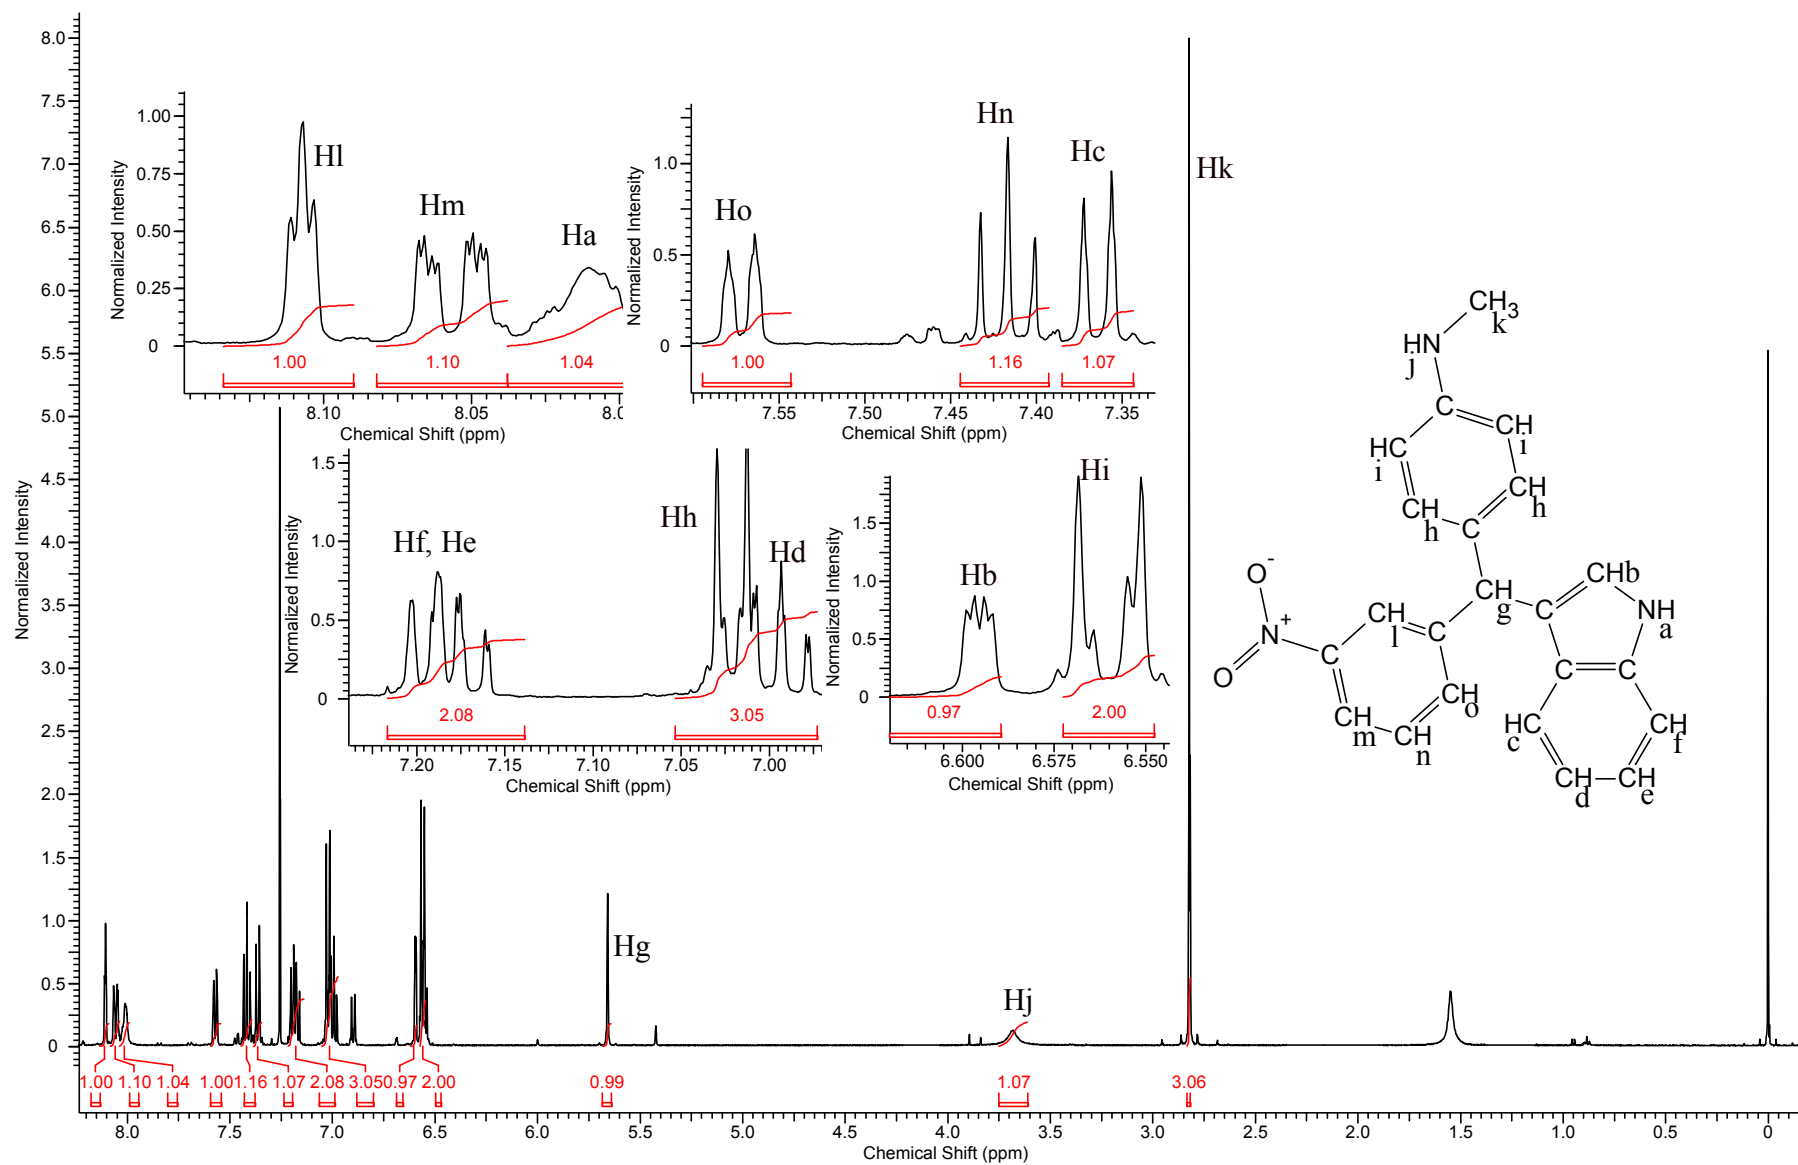 8.0
7.5
7.0
6.5
6.0
5.5
5.0
4.5
4.0
3.5
3.0
2.5
2.0
1.5
1.0
0.5
0
Normalized Intensity
1.00
0.75
0.50
0.25
0
Normalized Intensity
Hl
Hm
Ha
1.00
1.10
1.04
8.10
8.05
8.0
Chemical Shift (ppm)
1.0
0.5
0
Normalized Intensity
Ho
Hn
Hc
1.00
1.16
1.07
7.55
7.50
7.45
7.40
7.35
Chemical Shift (ppm)
Hk
1.5
1.0
0.5
0
Normalized Intensity
Hf, He
Hh
Hd
2.08
3.05
7.20
7.15
7.10
7.05
7.00
Chemical Shift (ppm)
1.5
1.0
0.5
0
Normalized Intensity
Hb
Hi
0.97
2.00
6.600
6.575
6.550
Chemical Shift (ppm)
CH3
k
HN
j
C
CH
i
HC
i
CH
h
CH
h
C
O-
N+
O
CH
g
C
CHb
NH
a
CH
l
C
C
C
C
CH
o
CH
m
CH
n
CH
c
CH
f
CH
d
CH
e
Hg
Hj
1.00 1.10 1.04 1.00 1.16 1.07 2.08 3.05 0.97 2.00 0.99 1.07 3.06
8.0 7.5 7.0 6.5 6.0 5.5 5.0 4.5 4.0 3.5 3.0 2.5 2.0 1.5 1.0 0.5 0
Chemical Shift (ppm)